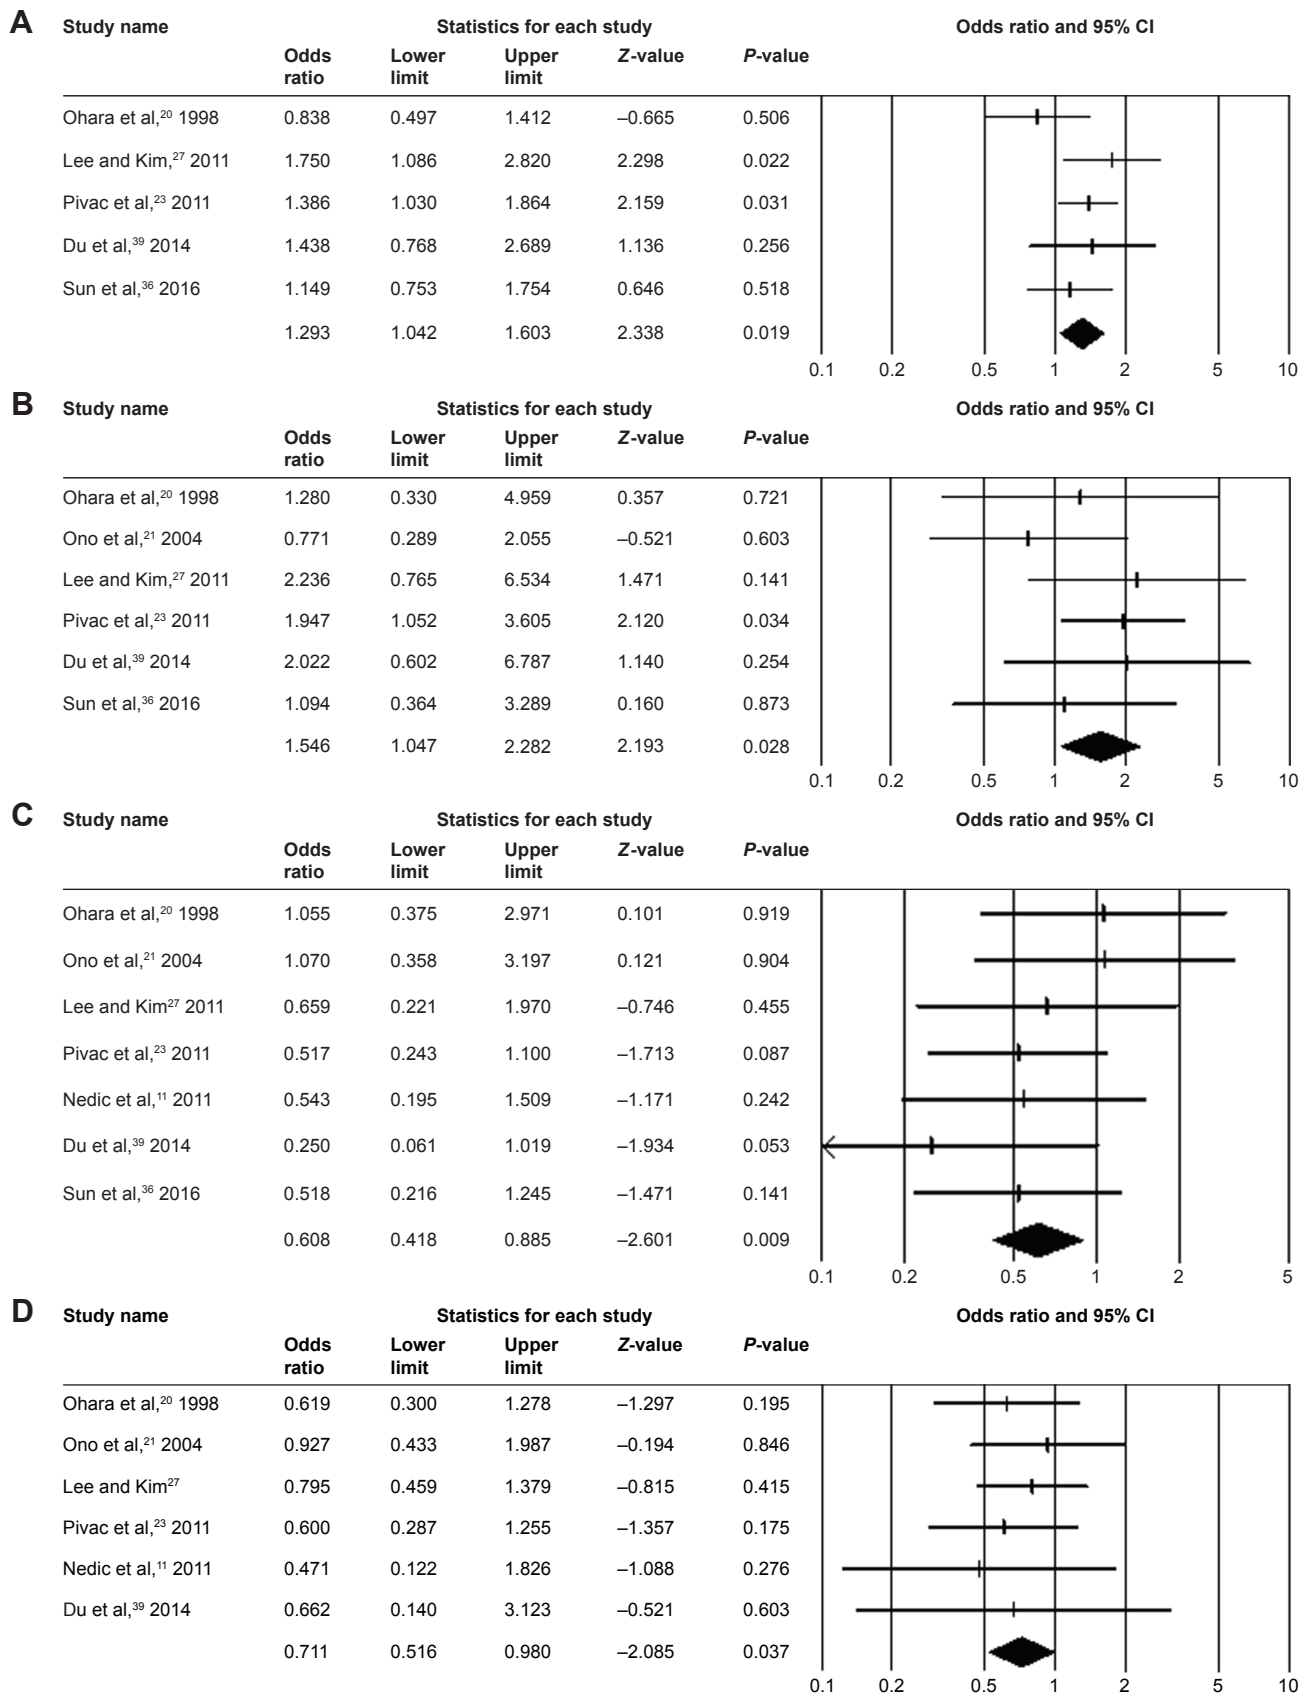 A Study name Statistics for each study Odds ratio and 95% CI
Odds ratio Lower limit Upper limit Z-value P-value
Ohara et al,20 1998 0.838 0.497 1.412 –0.665 0.506
Lee and Kim,27 2011 1.750 1.086 2.820 2.298 0.022
Pivac et al,23 2011 1.386 1.030 1.864 2.159 0.031
Du et al,39 2014 1.438 0.768 2.689 1.136 0.256
Sun et al,36 2016 1.149 0.753 1.754 0.646 0.518
1.293 1.042 1.603 2.338 0.019
0.1 0.2 0.5 1 2 5 10
B Study name Statistics for each study Odds ratio and 95% CI
Odds ratio Lower limit Upper limit Z-value P-value
Ohara et al,20 1998 1.280 0.330 4.959 0.357 0.721
Ono et al,21 2004 0.771 0.289 2.055 –0.521 0.603
Lee and Kim,27 2011 2.236 0.765 6.534 1.471 0.141
Pivac et al,23 2011 1.947 1.052 3.605 2.120 0.034
Du et al,39 2014 2.022 0.602 6.787 1.140 0.254
Sun et al,36 2016 1.094 0.364 3.289 0.160 0.873
1.546 1.047 2.282 2.193 0.028
0.1 0.2 0.5 1 2 5 10
C Study name Statistics for each study Odds ratio and 95% CI
Odds ratio Lower limit Upper limit Z-value P-value
Ohara et al,20 1998 1.055 0.375 2.971 0.101 0.919
Ono et al,21 2004 1.070 0.358 3.197 0.121 0.904
Lee and Kim27 2011 0.659 0.221 1.970 –0.746 0.455
Pivac et al,23 2011 0.517 0.243 1.100 –1.713 0.087
Nedic et al,11 2011 0.543 0.195 1.509 –1.171 0.242
Du et al,39 2014 0.250 0.061 1.019 –1.934 0.053
Sun et al,36 2016 0.518 0.216 1.245 –1.471 0.141
0.608 0.418 0.885 –2.601 0.009
0.1 0.2 0.5 1 2 5
D Study name Statistics for each study Odds ratio and 95% CI
Odds ratio Lower limit Upper limit Z-value P-value
Ohara et al,20 1998 0.619 0.300 1.278 –1.297 0.195
Ono et al,21 2004 0.927 0.433 1.987 –0.194 0.846
Lee and Kim27 0.795 0.459 1.379 –0.815 0.415
Pivac et al,23 2011 0.600 0.287 1.255 –1.357 0.175
Nedic et al,11 2011 0.471 0.122 1.826 –1.088 0.276
Du et al,39 2014 0.662 0.140 3.123 –0.521 0.603
0.711 0.516 0.980 –2.085 0.037
0.1 0.2 0.5 1 2 5 10